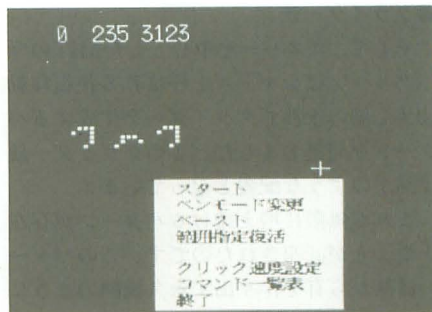 0 235 3123
スタート
ペンモード変更
ペースト
範囲指定復活
クリック速度設定
コマンド一覧表
終了